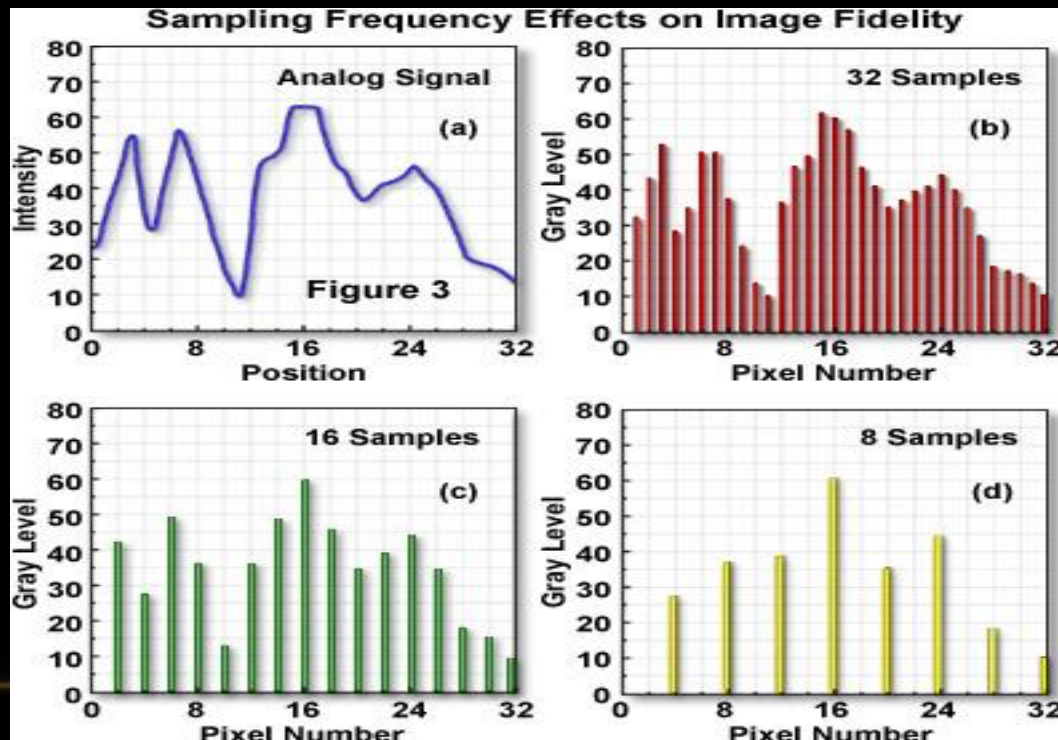 Sampling Frequency Effects on Image Fidelity
80
70
60
50
40
30
20
10
0
Intensity
Analog Signal
(a)
Figure 3
0 8 16 24 32
Position
80
70
60
50
40
30
20
10
0
Gray Level
32 Samples
(b)
0 8 16 24 32
Pixel Number
80
70
60
50
40
30
20
10
0
Gray Level
16 Samples
(c)
0 8 16 24 32
Pixel Number
80
70
60
50
40
30
20
10
0
Gray Level
8 Samples
(d)
0 8 16 24 32
Pixel Number